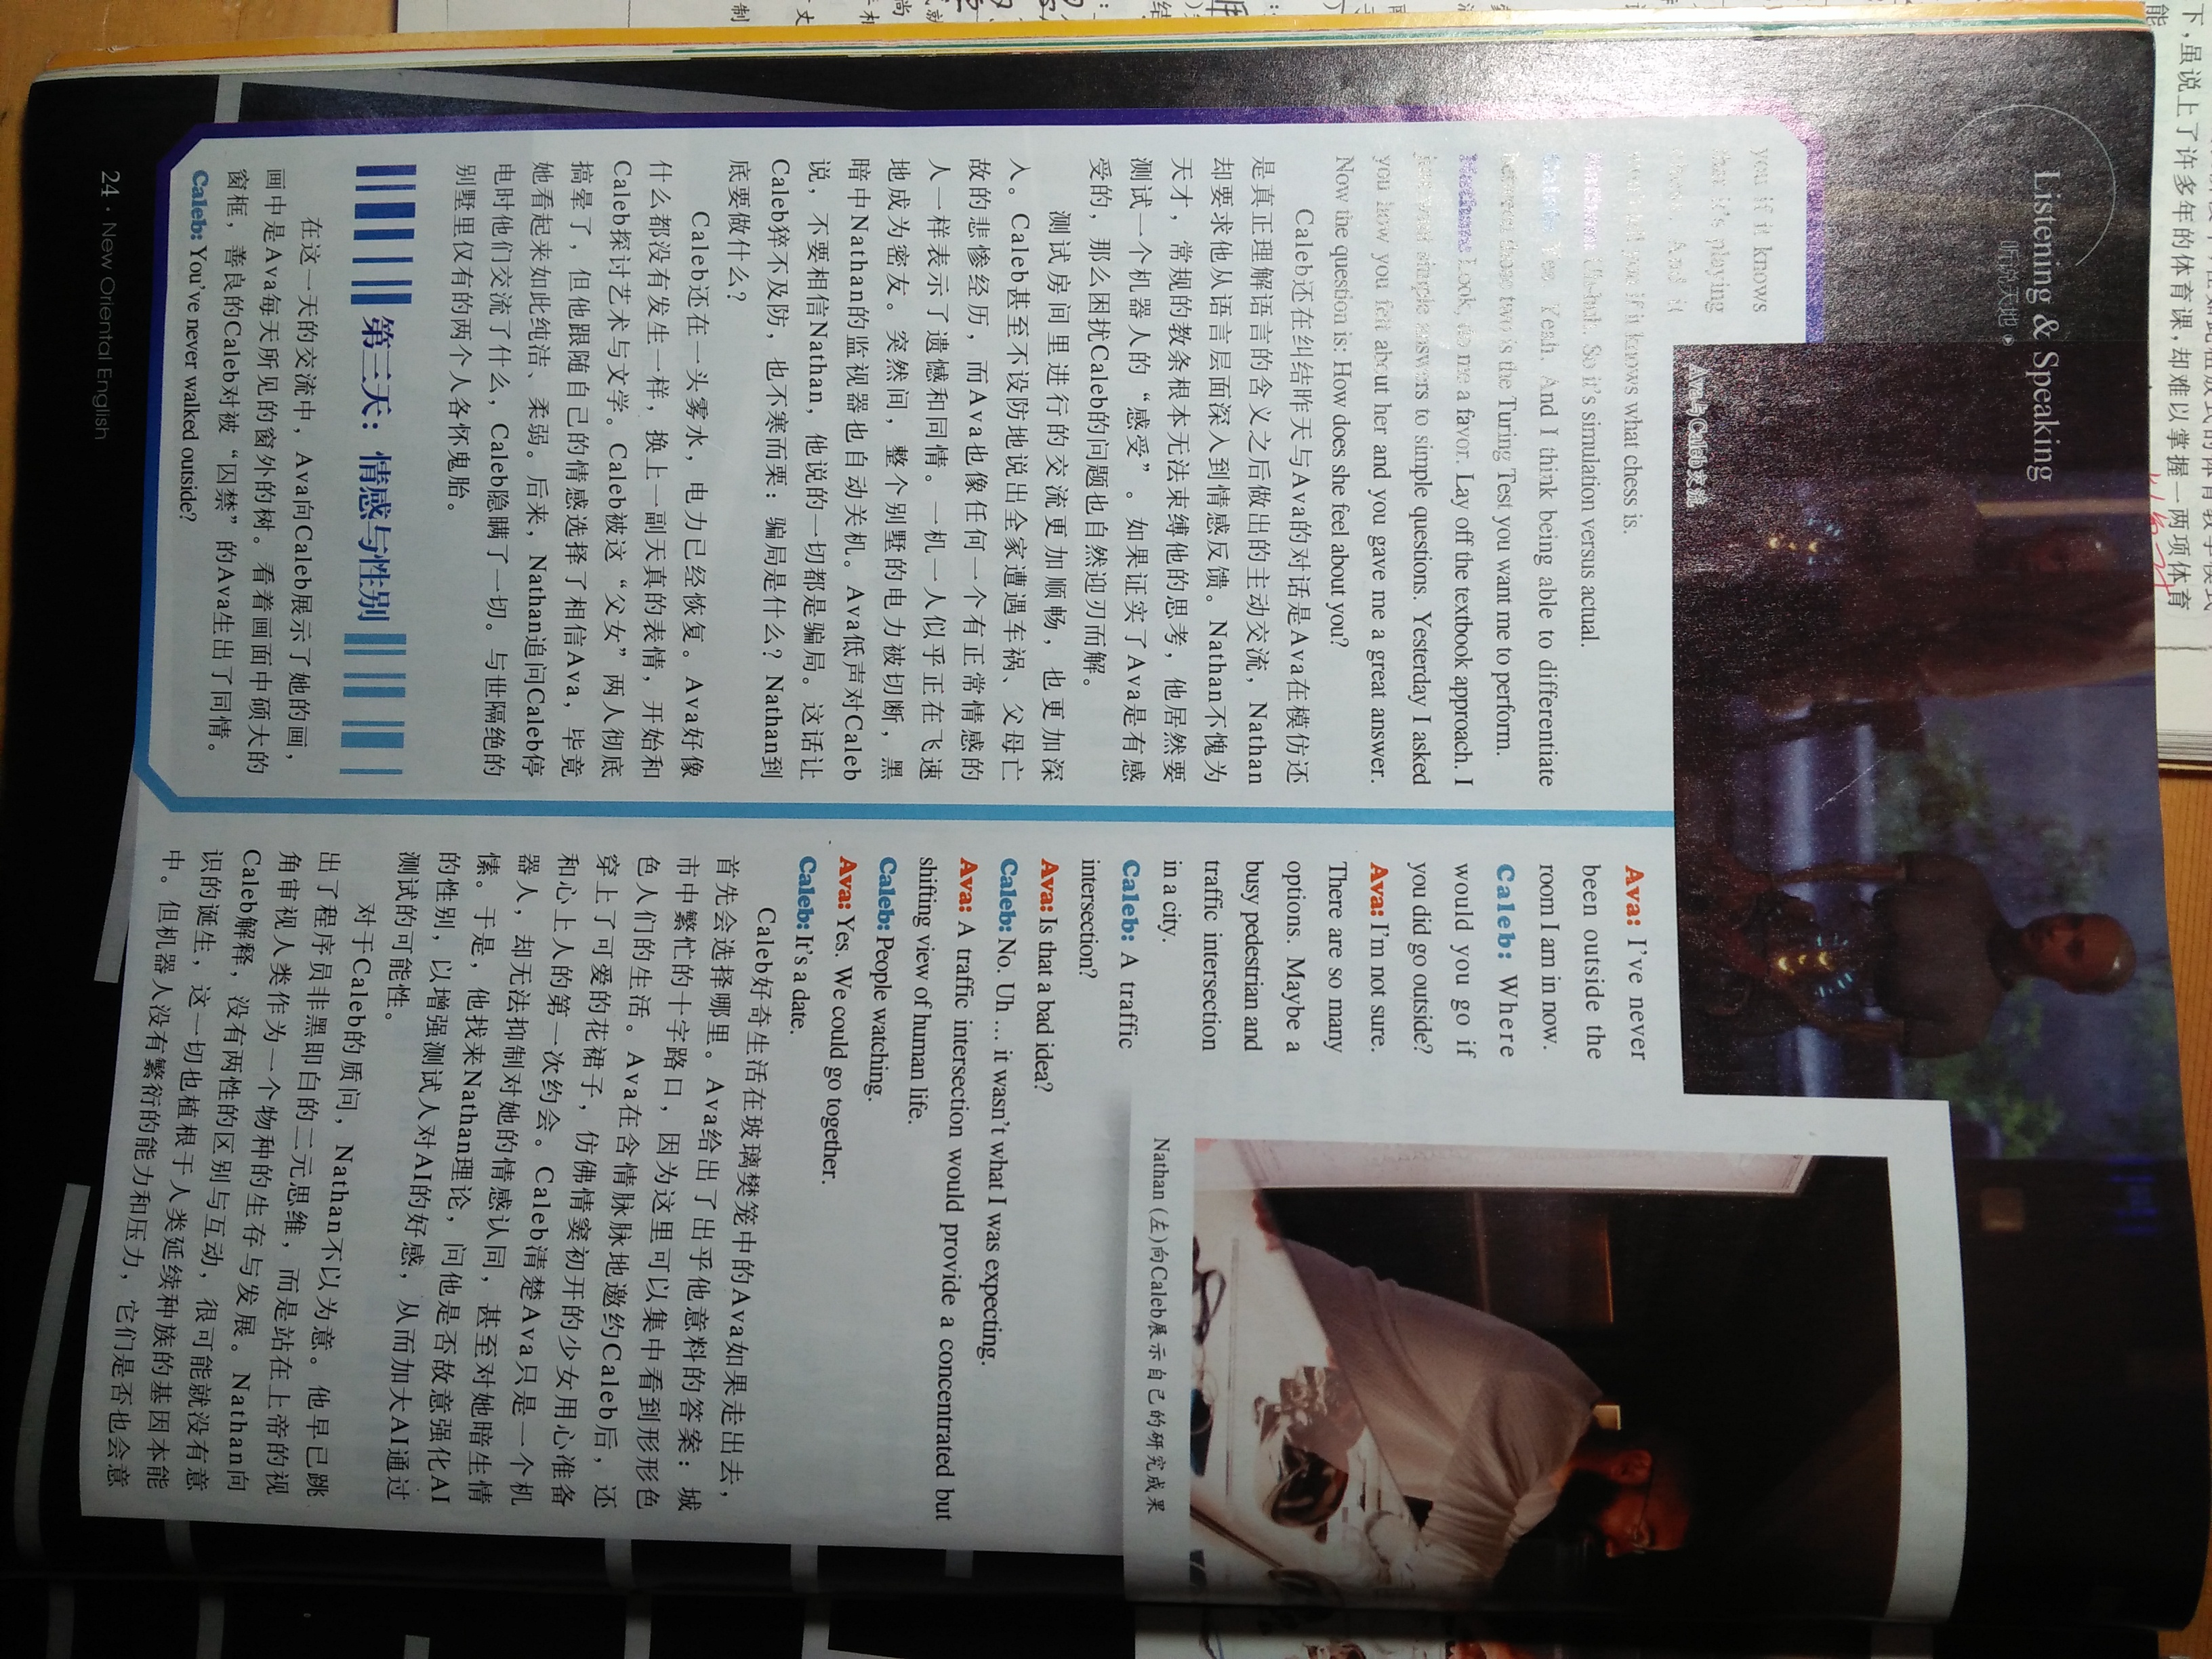 Listening & Speaking
听说天地
Ava与Caleb交流
you if it knows
that it's playing
what chess is.
So it's simulation versus actual.
Yeah. And I think being able to differentiate
between those two is the Turing Test you want me to perform.
Nathan: Look, do me a favor. Lay off the textbook approach. I
just want simple answers to simple questions. Yesterday I asked
you how you felt about her and you gave me a great answer.
Now the question is: How does she feel about you?
Caleb还在纠结昨天与Ava的对话是Ava在模仿还
是真正理解语言的含义之后做出的主动交流，Nathan
却要求他从语言层面深入到情感反馈。Nathan不愧为
天才，常规的教条根本无法束缚他的思考，他居然要
测试一个机器人的“感受”。如果证实了Ava是有感
受的，那么困扰Caleb的问题也自然迎刃而解。
测试房间里进行的交流更加顺畅，也更加深
入。Caleb甚至不设防地说出全家遭遇车祸、父母亡
故的悲惨经历，而Ava也像任何一个有正常情感的
人一样表示了遗憾和同情。一机一人似乎正在飞速
地成为密友。突然间，整个别墅的电力被切断，黑
暗中Nathan的监视器也自动关机。Ava低声对Caleb
说，不要相信Nathan，他说的一切都是骗局。这话让
Caleb猝不及防，也不寒而栗：骗局是什么？Nathan到
底要做什么？
Caleb还在一头雾水，电力已经恢复。Ava好像
什么都没有发生一样，换上一副天真的表情，开始和
Caleb探讨艺术与文学。Caleb被这“父女”两人彻底
搞晕了，但他跟随自己的情感选择了相信Ava，毕竟
她看起来如此纯洁、柔弱。后来，Nathan追问Caleb停
电时他们交流了什么，Caleb隐瞒了一切。与世隔绝的
别墅里仅有的两个人各怀鬼胎。
第三天：情感与性别
在这一天的交流中，Ava向Caleb展示了她的画，
画中是Ava每天所见的窗外的树。看着画面中硕大的
窗框，善良的Caleb对被“囚禁”的Ava生出了同情。
Caleb: You've never walked outside?
Ava: I've never
been outside the
room I am in now.
Caleb: Where
would you go if
you did go outside?
Ava: I'm not sure.
There are so many
options. Maybe a
busy pedestrian and
traffic intersection
in a city.
Caleb: A traffic
intersection?
Ava: Is that a bad idea?
Caleb: No. Uh ... it wasn't what I was expecting.
Ava: A traffic intersection would provide a concentrated but
shifting view of human life.
Caleb: People watching.
Ava: Yes. We could go together.
Caleb: It's a date.
Nathan (左)向Caleb展示自己的研究成果
Caleb好奇生活在玻璃樊笼中的Ava如果走出去，
首先会选择哪里。Ava给出了出乎他意料的答案：城
市中繁忙的十字路口，因为这里可以集中看到形形色
色人们的生活。Ava在含情脉脉地邀约Caleb后，还
穿上了可爱的花裙子，仿佛情窦初开的少女用心准备
和心上人的第一次约会。Caleb清楚Ava只是一个机
器人，却无法抑制对她的情感认同，甚至对她暗生情
愫。于是，他找来Nathan理论，问他是否故意强化AI
的性别，以增强测试人对AI的好感，从而加大AI通过
测试的可能性。
对于Caleb的质问，Nathan不以为意。他早已跳
出了程序员非黑即白的二元思维，而是站在上帝的视
角审视人类作为一个物种的生存与发展。Nathan向
Caleb解释，没有两性的区别与互动，很可能就没有意
识的诞生，这一切也植根于人类延续种族的基因本能
中。但机器人没有繁衍的能力和压力，它们是否也会意
24 · New Oriental English
下，虽说上了许多年的体育课，却难以掌握一两项体育